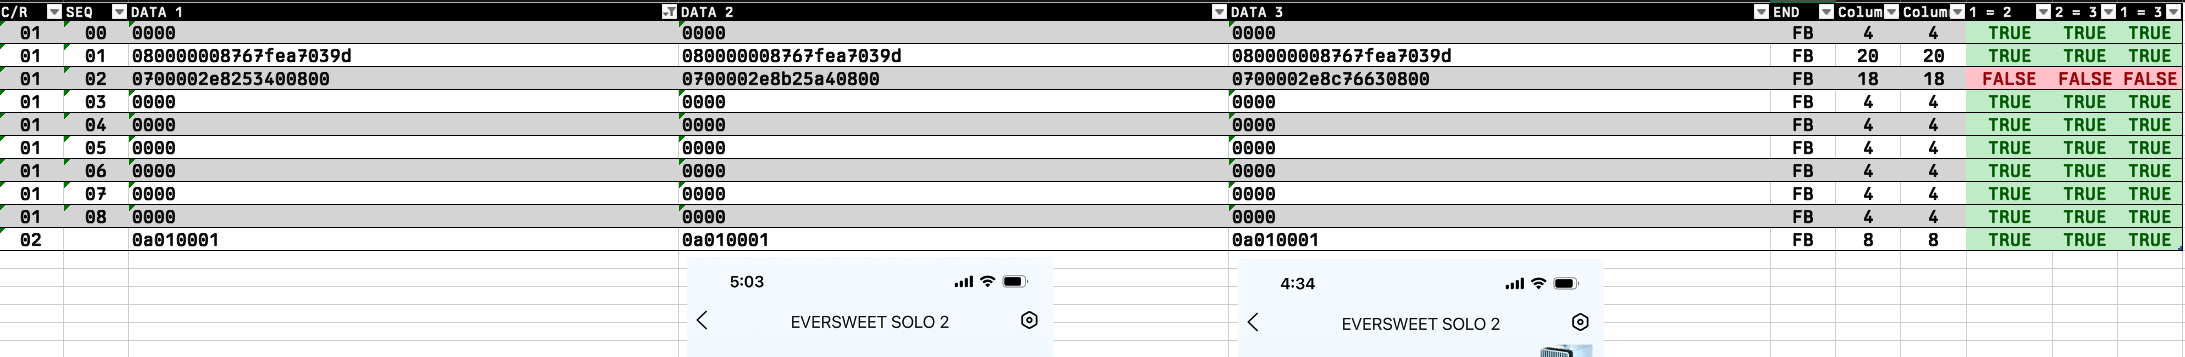 C/R SEQ DATA 1 DATA 2 DATA 3 END Colum Colum 1 = 2 2 = 3 1 = 3
01 00 0000 0000 0000 FB 4 4 TRUE TRUE TRUE
01 01 080000008767fea7039d 080000008767fea7039d 080000008767fea7039d FB 20 20 TRUE TRUE TRUE
01 02 0700002e8253400800 0700002e8b25a40800 0700002e8c76630800 FB 18 18 FALSE FALSE FALSE
01 03 0000 0000 0000 FB 4 4 TRUE TRUE TRUE
01 04 0000 0000 0000 FB 4 4 TRUE TRUE TRUE
01 05 0000 0000 0000 FB 4 4 TRUE TRUE TRUE
01 06 0000 0000 0000 FB 4 4 TRUE TRUE TRUE
01 07 0000 0000 0000 FB 4 4 TRUE TRUE TRUE
01 08 0000 0000 0000 FB 4 4 TRUE TRUE TRUE
02 0a010001 0a010001 0a010001 FB 8 8 TRUE TRUE TRUE
5:03
EVERSWEET SOLO 2
4:34
EVERSWEET SOLO 2